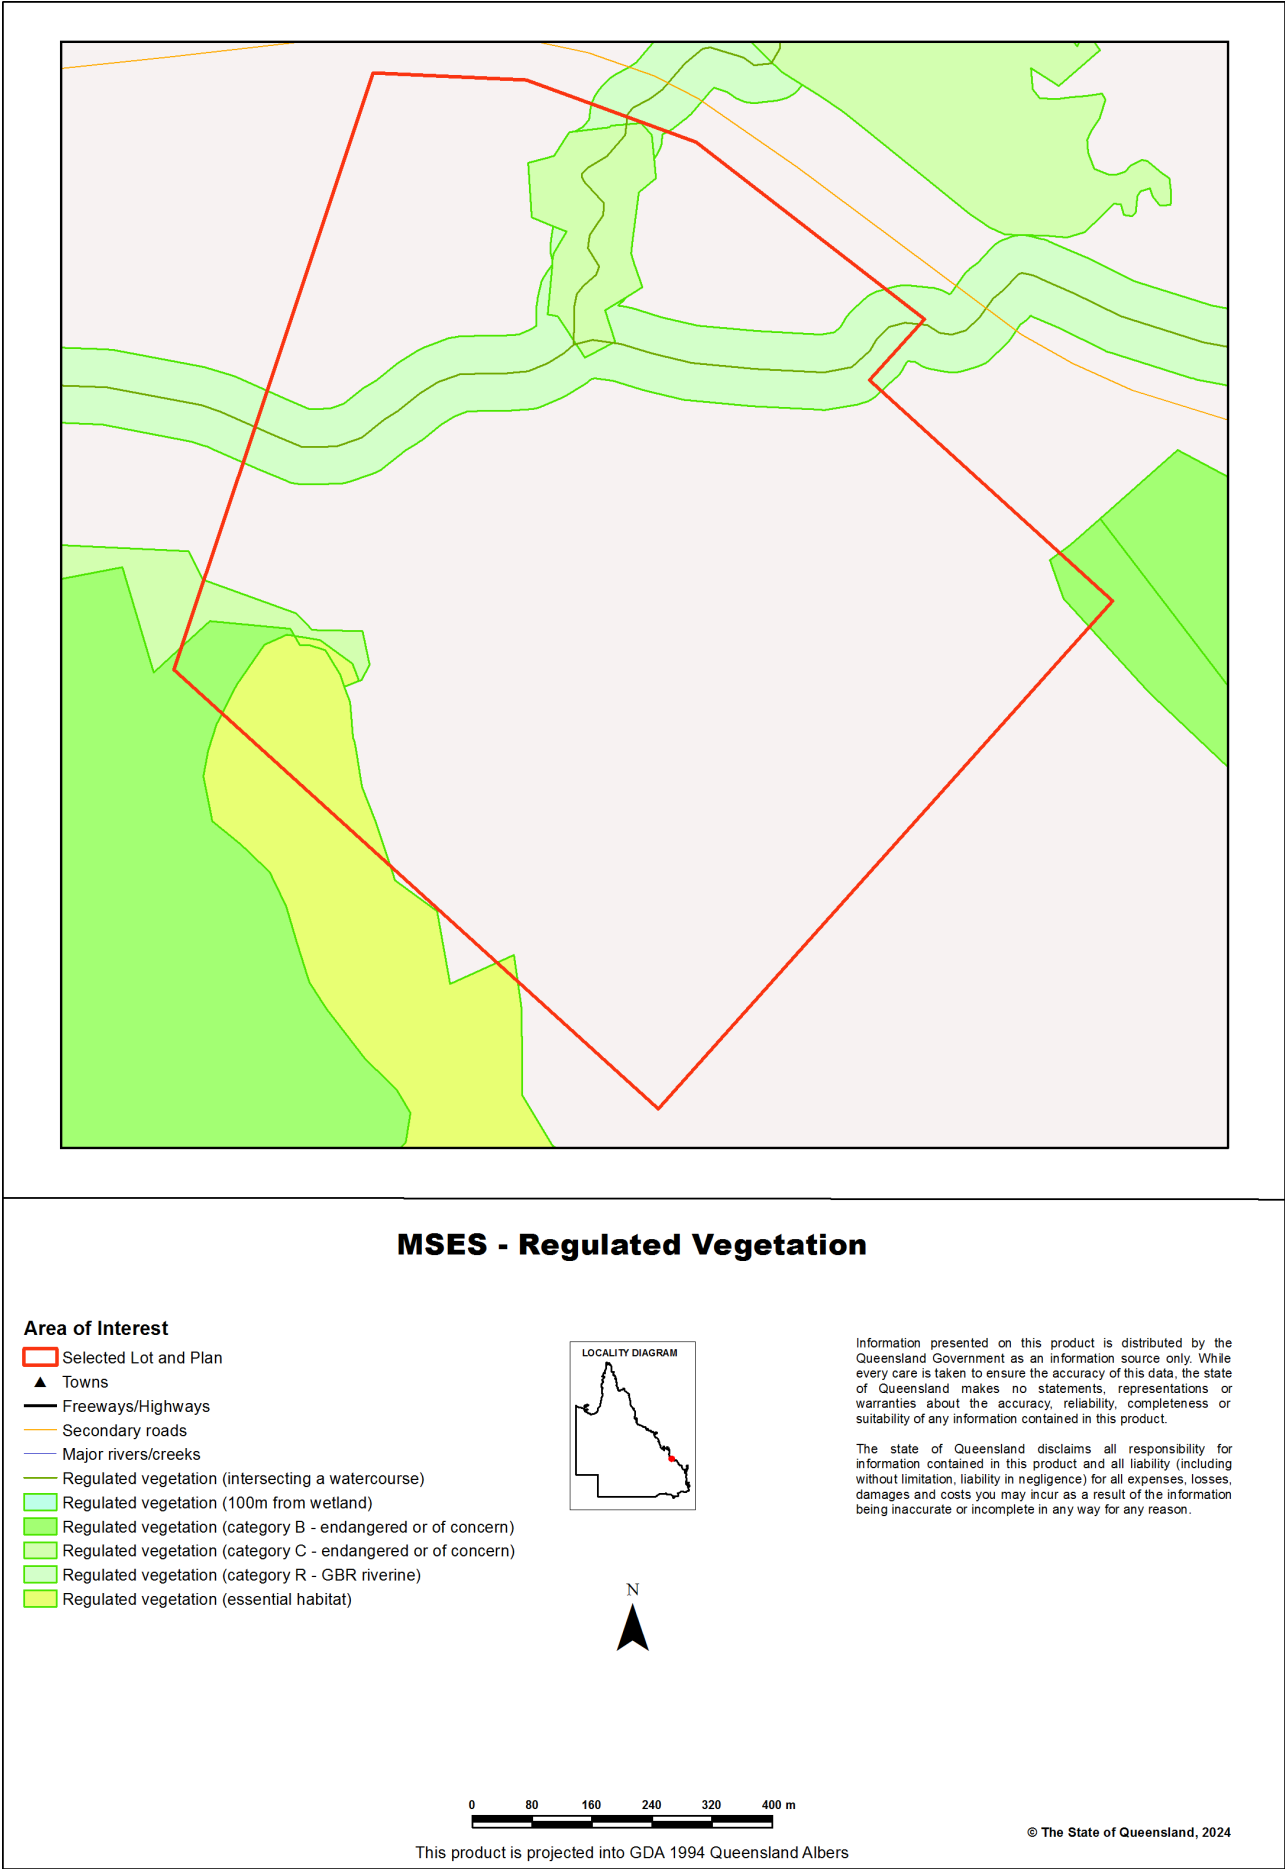 MSES - Regulated Vegetation
Area of Interest
Selected Lot and Plan
Towns
Freeways/Highways
Secondary roads
Major rivers/creeks
Regulated vegetation (intersecting a watercourse)
Regulated vegetation (100m from wetland)
Regulated vegetation (category B - endangered or of concern)
Regulated vegetation (category C - endangered or of concern)
Regulated vegetation (category R - GBR riverine)
Regulated vegetation (essential habitat)
LOCALITY DIAGRAM
N
Information presented on this product is distributed by the
Queensland Government as an information source only. While
every care is taken to ensure the accuracy of this data, the state
of Queensland makes no statements, representations or
warranties about the accuracy, reliability, completeness or
suitability of any information contained in this product.
The state of Queensland disclaims all responsibility for
information contained in this product and all liability (including
without limitation, liability in negligence) for all expenses, losses,
damages and costs you may incur as a result of the information
being inaccurate or incomplete in any way for any reason.
0 80 160 240 320 400 m
This product is projected into GDA 1994 Queensland Albers
© The State of Queensland, 2024